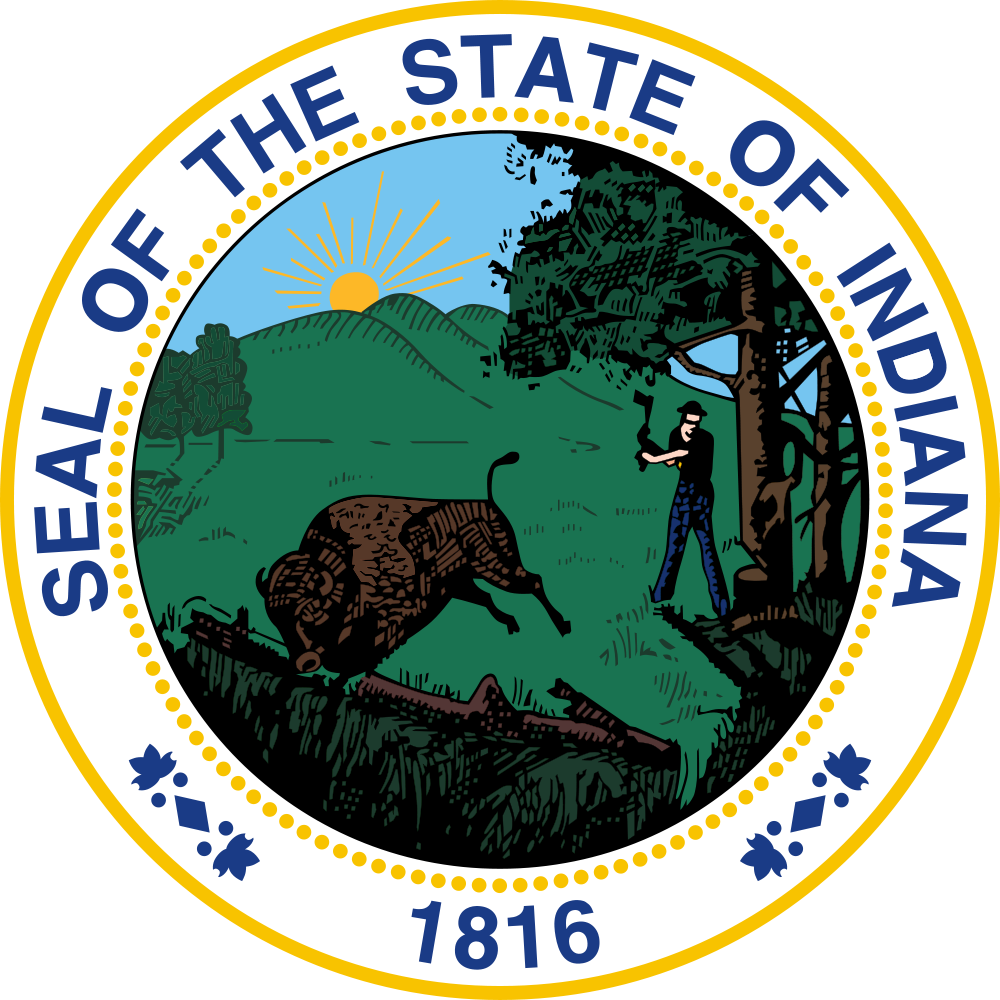 SEAL OF THE STATE OF INDIANA
1816